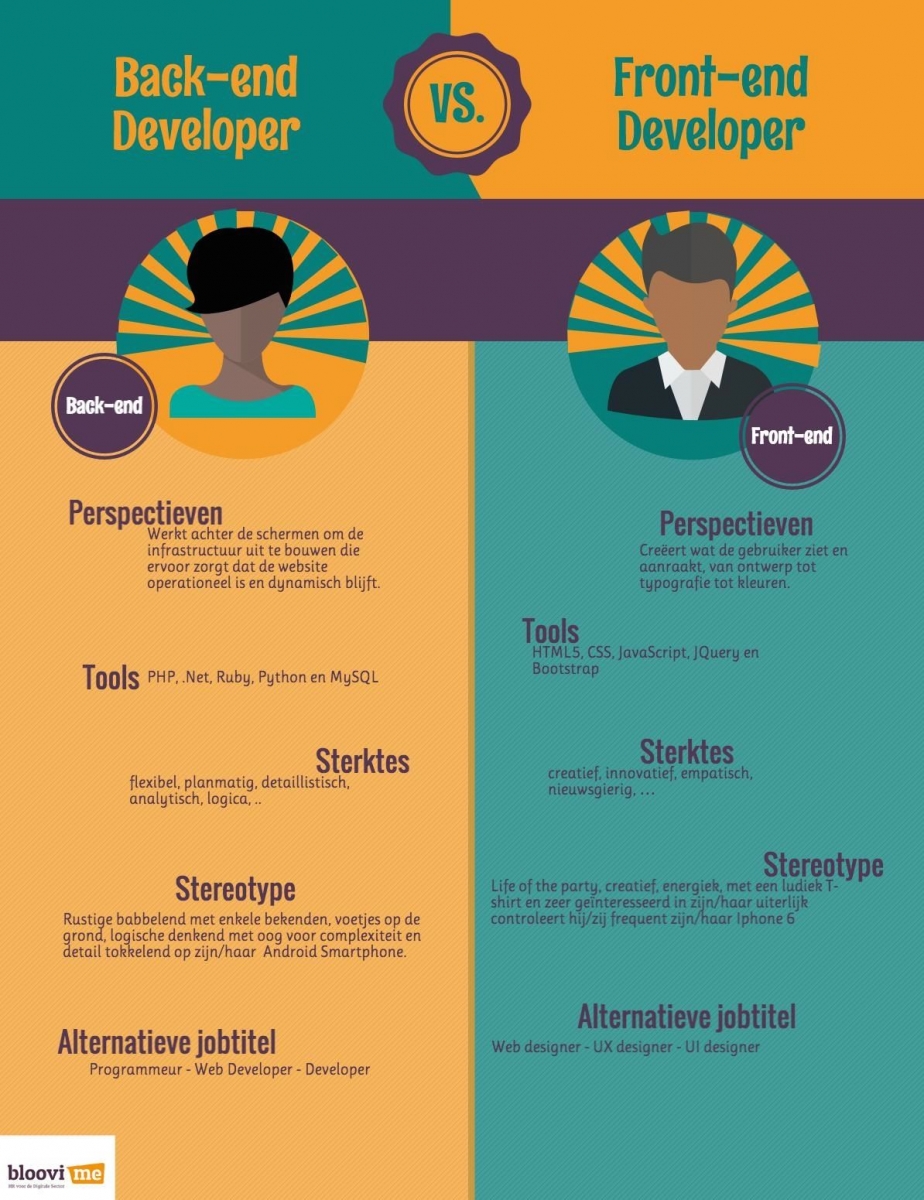 Back-end
Developer
VS.
Front-end
Developer
Back-end
Front-end
Perspectieven
Werkt achter de schermen om de
infrastructuur uit te bouwen die
ervoor zorgt dat de website
operationeel is en dynamisch blijft.
Tools PHP, .Net, Ruby, Python en MySQL
Sterktes
flexibel, planmatig, detaillistisch,
analytisch, logica, ..
Stereotype
Rustige babbelend met enkele bekenden, voetjes op de
grond, logische denkend met oog voor complexiteit en
detail tokkelend op zijn/haar Android Smartphone.
Alternatieve jobtitel
Programmeur - Web Developer - Developer
Perspectieven
Creëert wat de gebruiker ziet en
aanraakt, van ontwerp tot
typografie tot kleuren.
Tools
HTML5, CSS, JavaScript, JQuery en
Bootstrap
Sterktes
creatief, innovatief, empatisch,
nieuwsgierig, ...
Stereotype
Life of the party, creatief, energiek, met een ludiek T-
shirt en zeer geïnteresseerd in zijn/haar uiterlijk
controleert hij/zij frequent zijn/haar Iphone 6
Alternatieve jobtitel
Web designer - UX designer - UI designer
bloovi me
HR voor de Digitale Sector